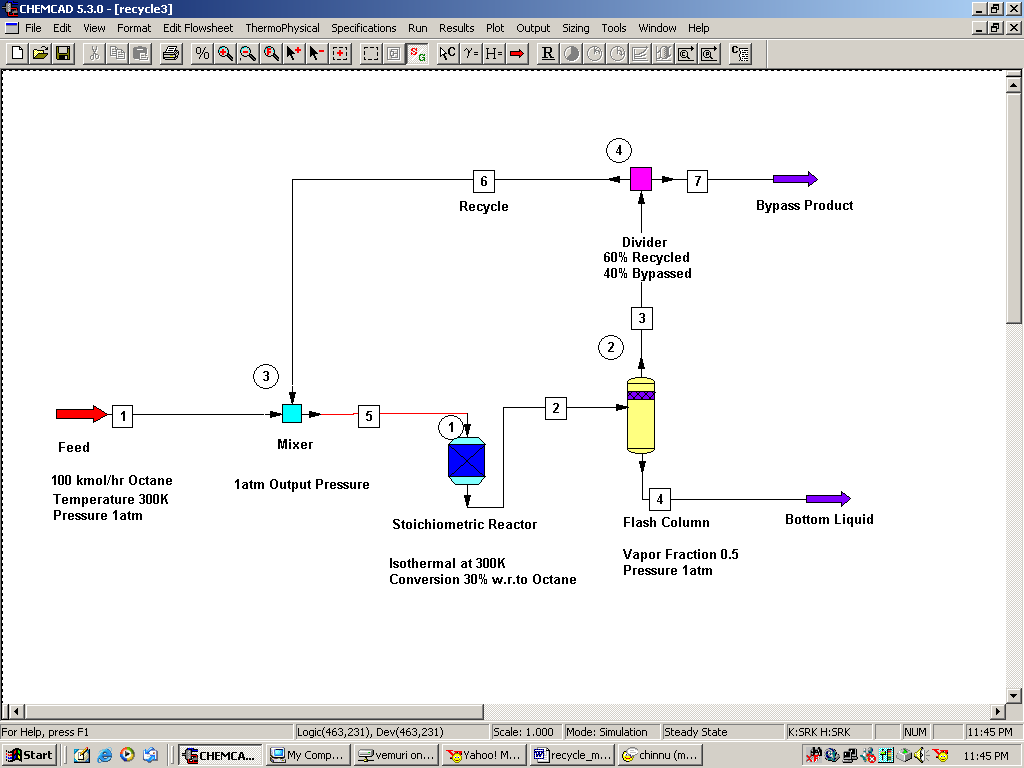 CHEMCAD 5.3.0 - [recycle3]
File Edit View Format Edit Flowsheet ThermoPhysical Specifications Run Results Plot Output Sizing Tools Window Help
% R
4
6
7
Recycle
Bypass Product
Divider
60% Recycled
40% Bypassed
3
2
3
1
5
2
1
Feed
Mixer
100 kmol/hr Octane
Temperature 300K
Pressure 1atm
1atm Output Pressure
4
Stoichiometric Reactor
Flash Column
Bottom Liquid
Isothermal at 300K
Conversion 30% w.r.to Octane
Vapor Fraction 0.5
Pressure 1atm
For Help, press F1 Logic(463,231), Dev(463,231) Scale: 1.000 Mode: Simulation Steady State K:SRK H:SRK NUM 11:45 PM
Start CHEMCA... My Comp... vemuri on... Yahoo! M... recycle_m... chinnu (m... 11:45 PM